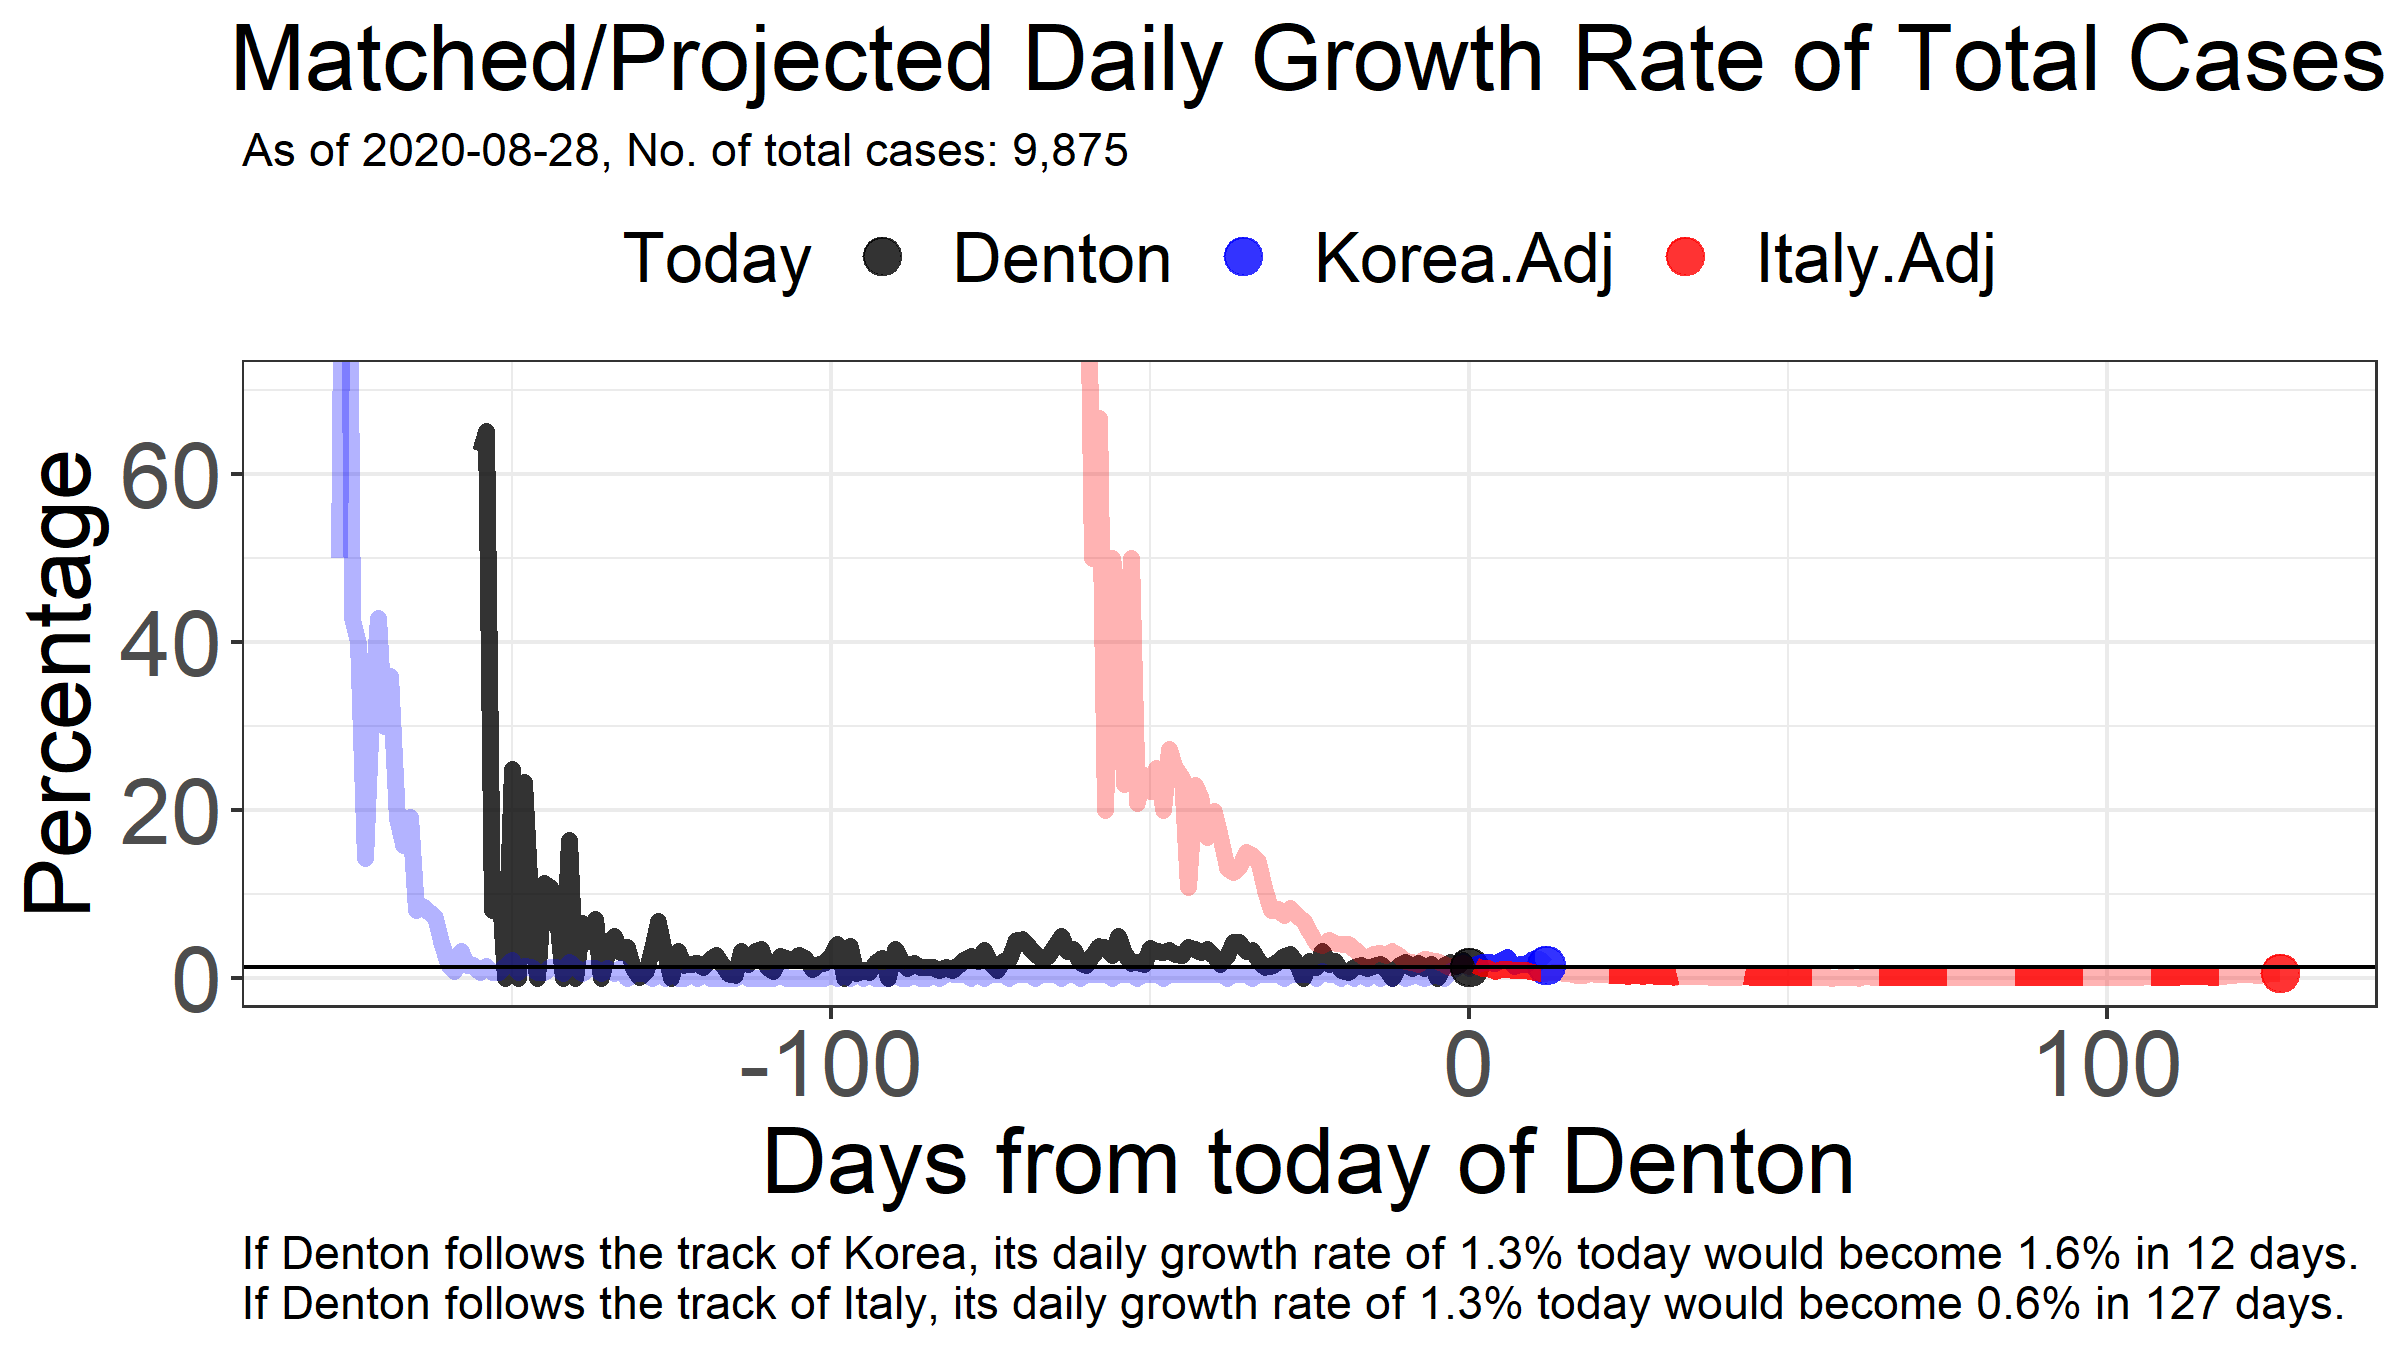 Matched/Projected Daily Growth Rate of Total Cases
As of 2020-08-28, No. of total cases: 9,875
Today Denton Korea.Adj Italy.Adj
Percentage
60
40
20
0
-100 0 100
Days from today of Denton
If Denton follows the track of Korea, its daily growth rate of 1.3% today would become 1.6% in 12 days.
If Denton follows the track of Italy, its daily growth rate of 1.3% today would become 0.6% in 127 days.